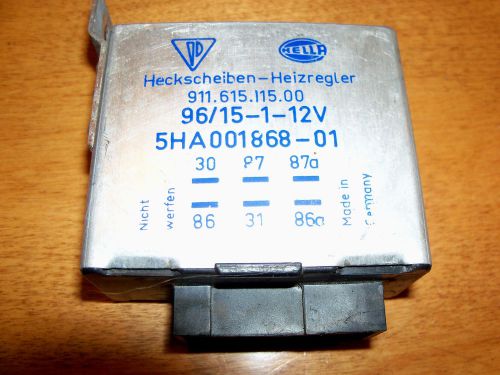 HELLA
Heckscheiben-Heizregler
911.615.115.00
96/15-1-12V
5HA001868-01
30 87 87a
86 31 86a
Nicht
werfen
Made in
Germany